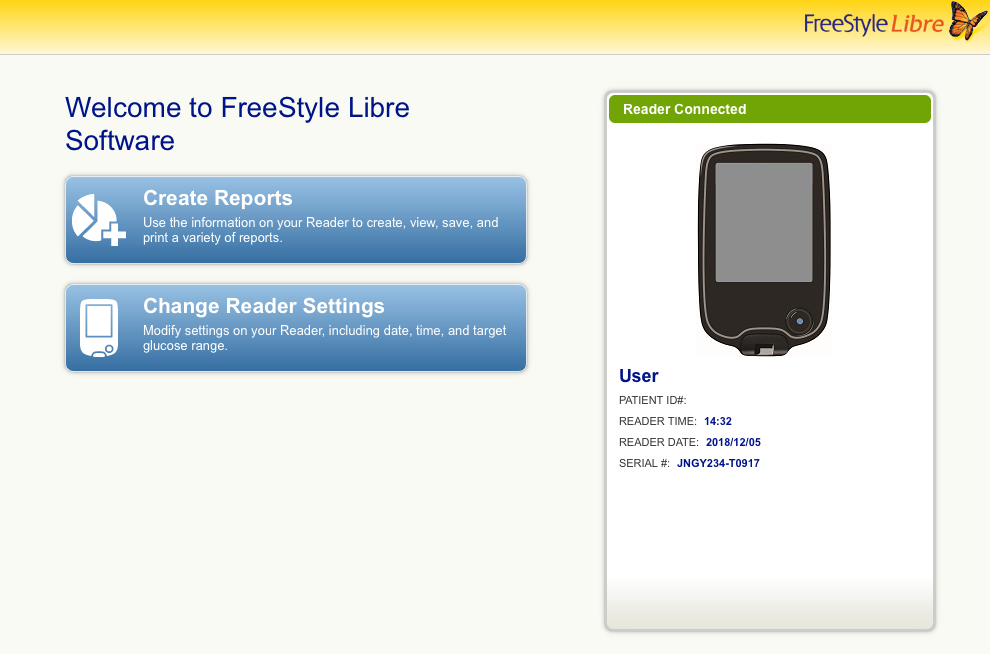 FreeStyle Libre
Welcome to FreeStyle Libre
Software
Create Reports
Use the information on your Reader to create, view, save, and
print a variety of reports.
Change Reader Settings
Modify settings on your Reader, including date, time, and target
glucose range.
Reader Connected
User
PATIENT ID#:
READER TIME: 14:32
READER DATE: 2018/12/05
SERIAL #: JNGY234-T0917